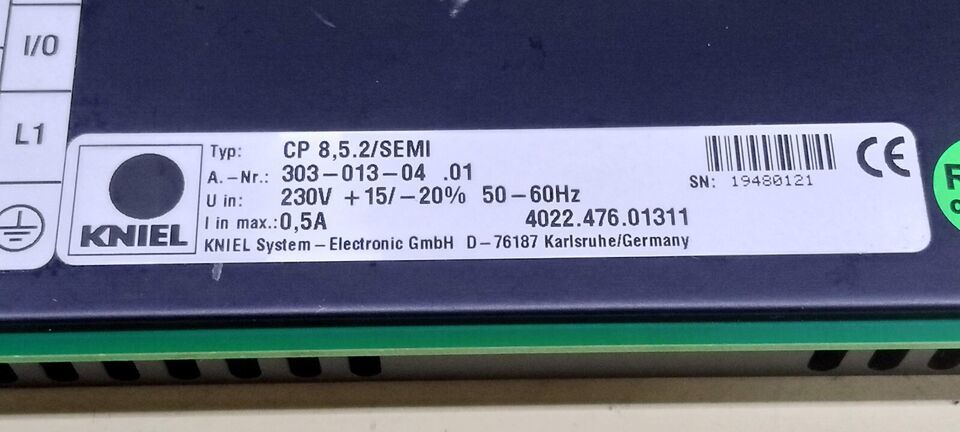 I/O
L1
KNIEL
Typ: CP 8,5.2/SEMI
A.-Nr.: 303-013-04 .01
U in: 230V +15/-20% 50-60Hz
I in max.: 0,5A 4022.476.01311
KNIEL System-Electronic GmbH D-76187 Karlsruhe/Germany
SN: 19480121
CE